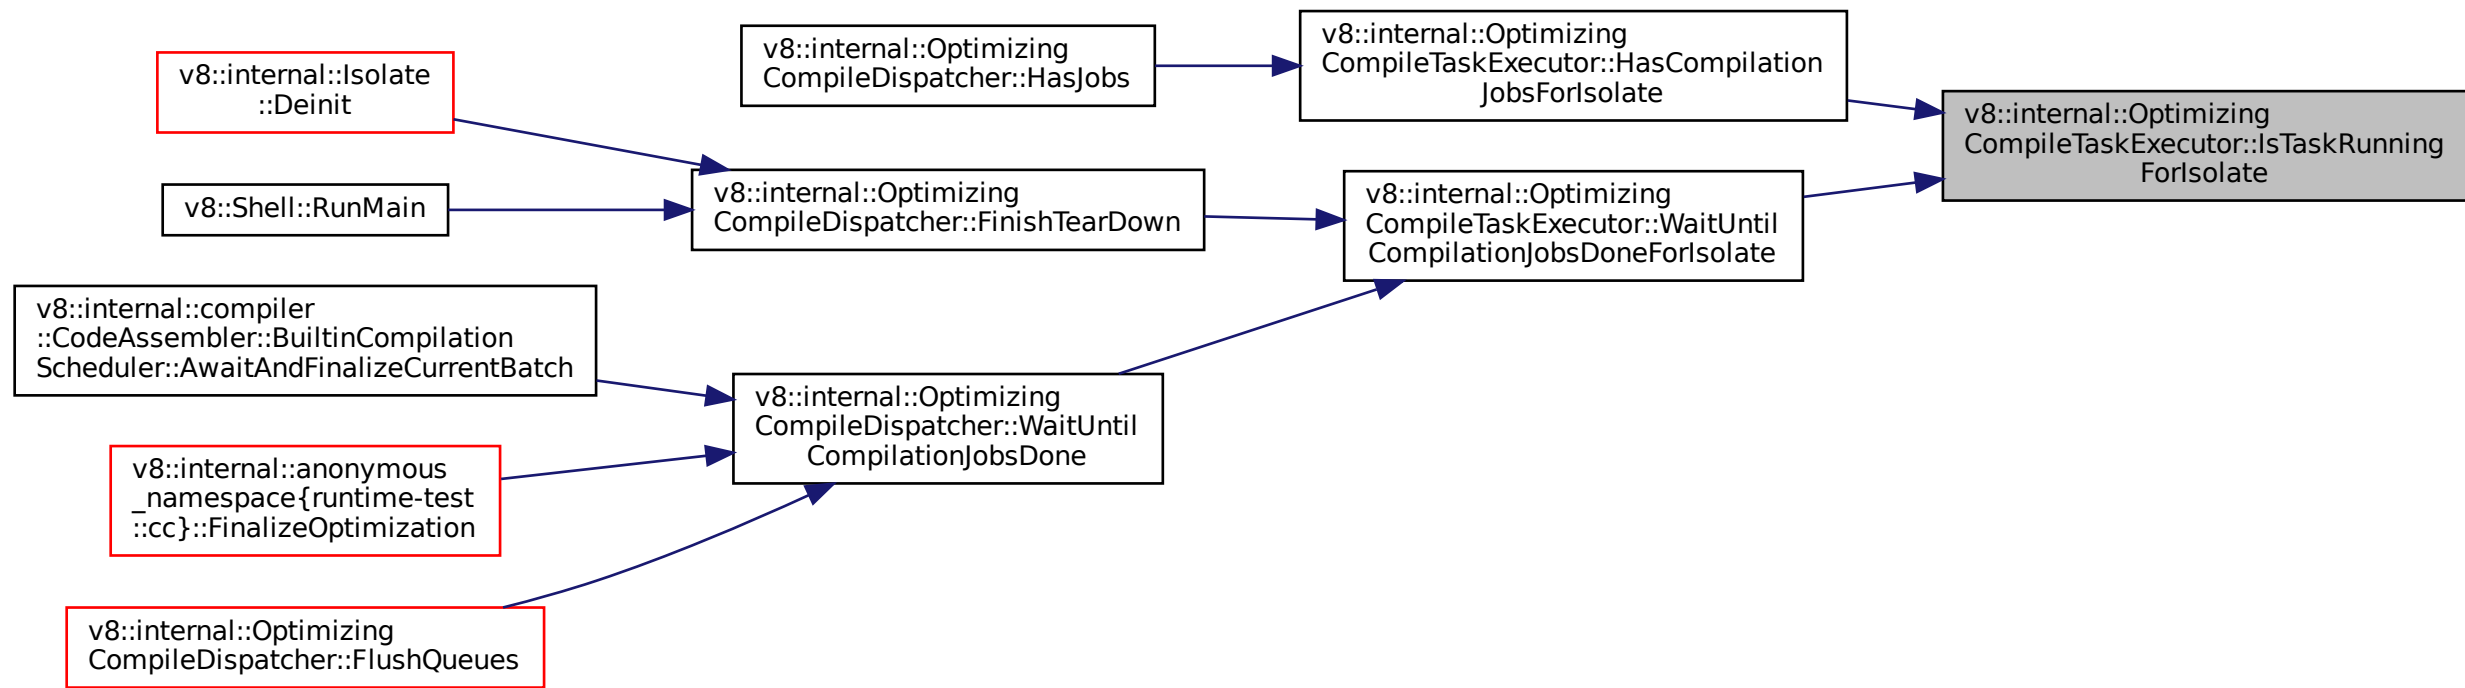 v8::internal::Isolate
::Deinit
v8::Shell::RunMain
v8::internal::compiler
::CodeAssembler::BuiltinCompilation
Scheduler::AwaitAndFinalizeCurrentBatch
v8::internal::anonymous
_namespace{runtime-test
::cc}::FinalizeOptimization
v8::internal::Optimizing
CompileDispatcher::FlushQueues
v8::internal::Optimizing
CompileDispatcher::HasJobs
v8::internal::Optimizing
CompileDispatcher::FinishTearDown
v8::internal::Optimizing
CompileDispatcher::WaitUntil
CompilationJobsDone
v8::internal::Optimizing
CompileTaskExecutor::HasCompilation
JobsForIsolate
v8::internal::Optimizing
CompileTaskExecutor::WaitUntil
CompilationJobsDoneForIsolate
v8::internal::Optimizing
CompileTaskExecutor::IsTaskRunning
ForIsolate